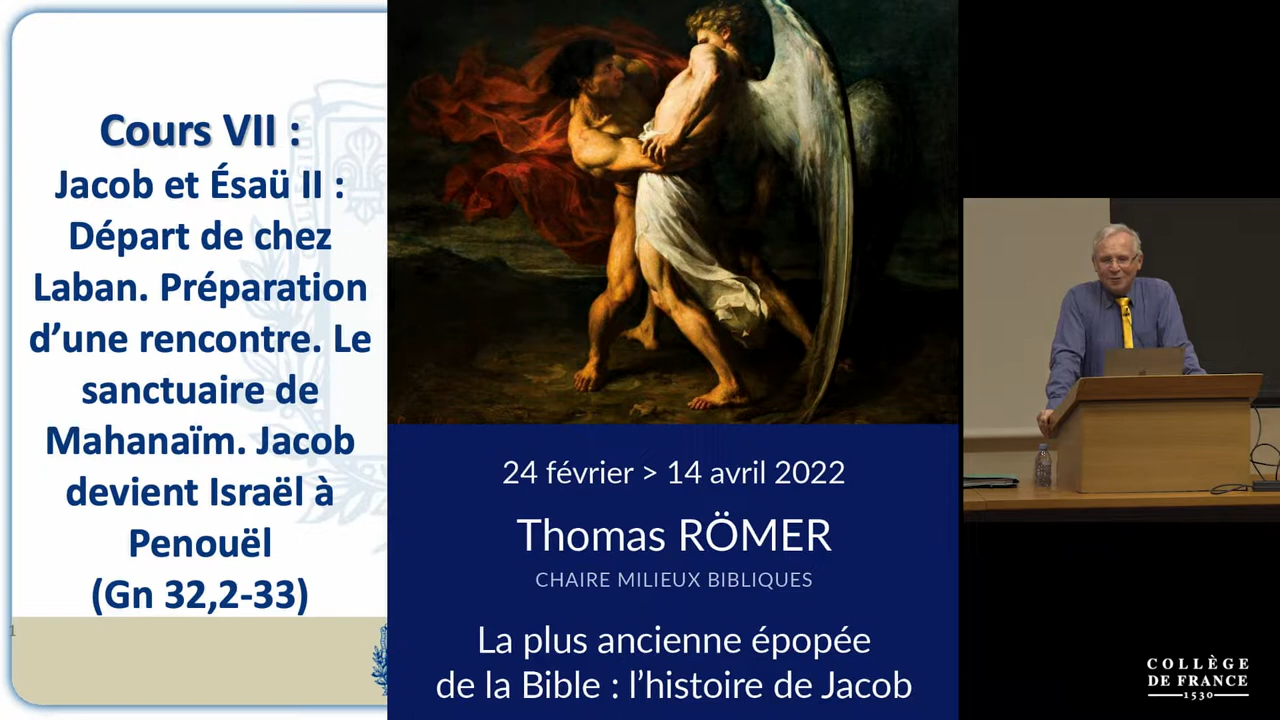 Cours VII :
Jacob et Ésaü II :
Départ de chez
Laban. Préparation
d’une rencontre. Le
sanctuaire de
Mahanaïm. Jacob
devient Israël à
Penouël
(Gn 32,2-33)
1
24 février > 14 avril 2022
Thomas RÖMER
CHAIRE MILIEUX BIBLIQUES
La plus ancienne épopée
de la Bible : l’histoire de Jacob
COLLÈGE
DE FRANCE
1530